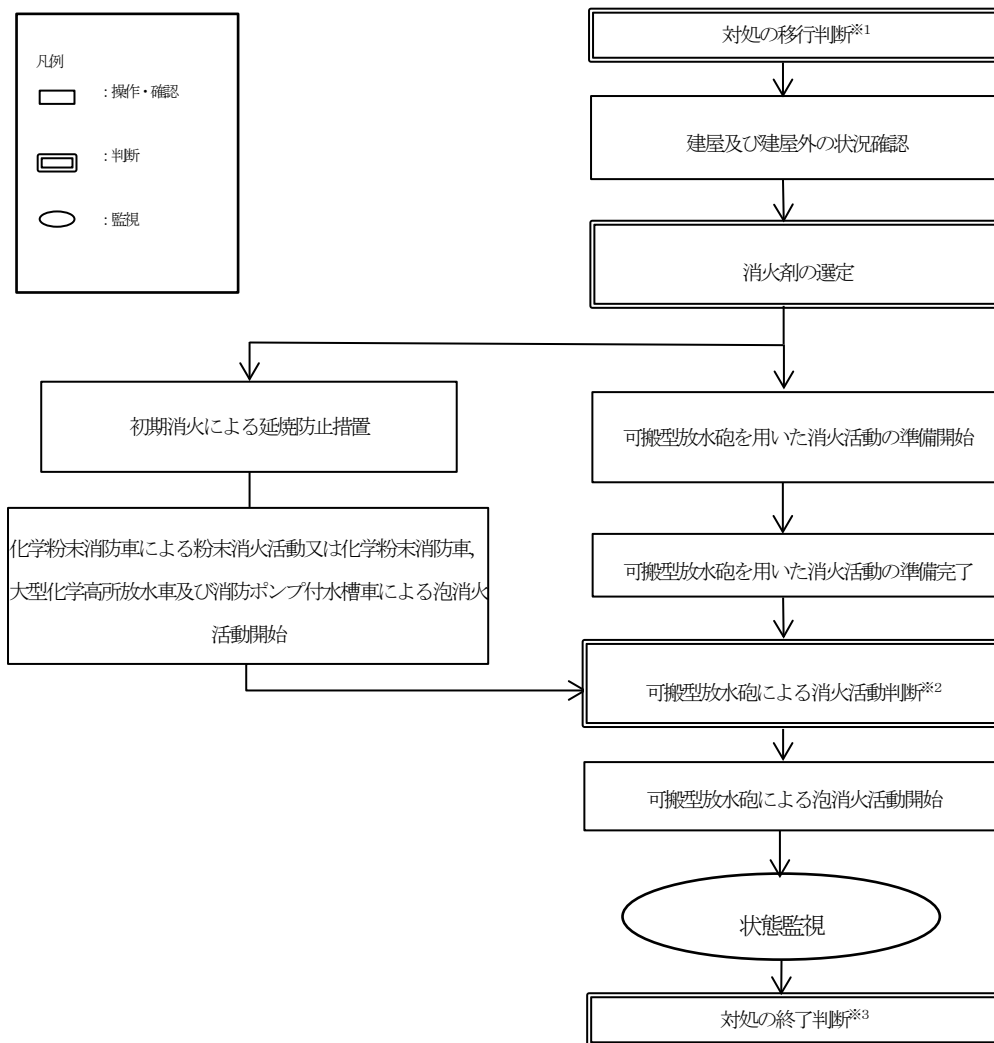 凡例
：操作・確認
：判断
：監視
対処の移行判断※1
建屋及び建屋外の状況確認
消火剤の選定
初期消火による延焼防止措置
可搬型放水砲を用いた消火活動の準備開始
化学粉末消防車による粉末消火活動又は化学粉末消防車，
大型化学高所放水車及び消防ポンプ付水槽車による泡消火
活動開始
可搬型放水砲を用いた消火活動の準備完了
可搬型放水砲による消火活動判断※2
可搬型放水砲による泡消火活動開始
状態監視
対処の終了判断※3